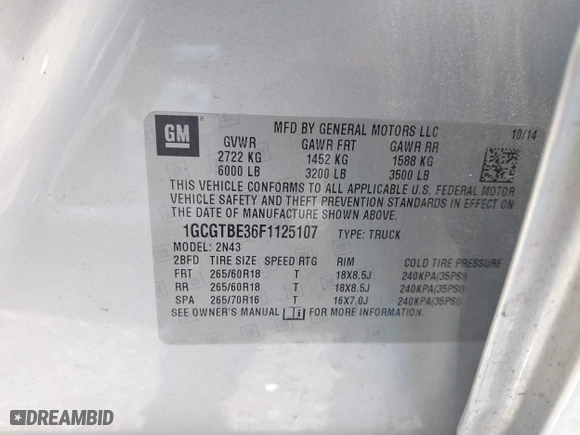 GM
MFD BY GENERAL MOTORS LLC 10/14
GVWR GAWR FRT GAWR RR
2722 KG 1452 KG 1588 KG
6000 LB 3200 LB 3500 LB
THIS VEHICLE CONFORMS TO ALL APPLICABLE U.S. FEDERAL MOTOR
VEHICLE SAFETY AND THEFT PREVENTION STANDARDS IN EFFECT ON
THE DATE OF MANUFACTURE SHOWN ABOVE.
1GCGTBE36F1125107 TYPE: TRUCK
MODEL: 2N43
2BFD TIRE SIZE SPEED RTG RIM COLD TIRE PRESSURE
FRT 265/60R18 T 18X8.5J 240KPA(35PSI)
RR 265/60R18 T 18X8.5J 240KPA(35PSI)
SPA 265/70R16 T 16X7.0J 240KPA(35PSI)
SEE OWNER'S MANUAL FOR MORE INFORMATION.
DREAMBID